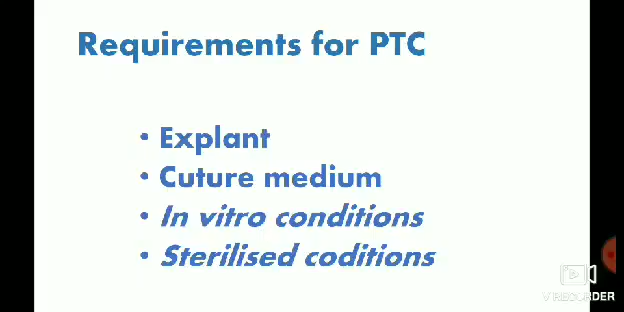 Requirements for PTC
• Explant
• Cuture medium
• In vitro conditions
• Sterilised coditions
V RECORDER